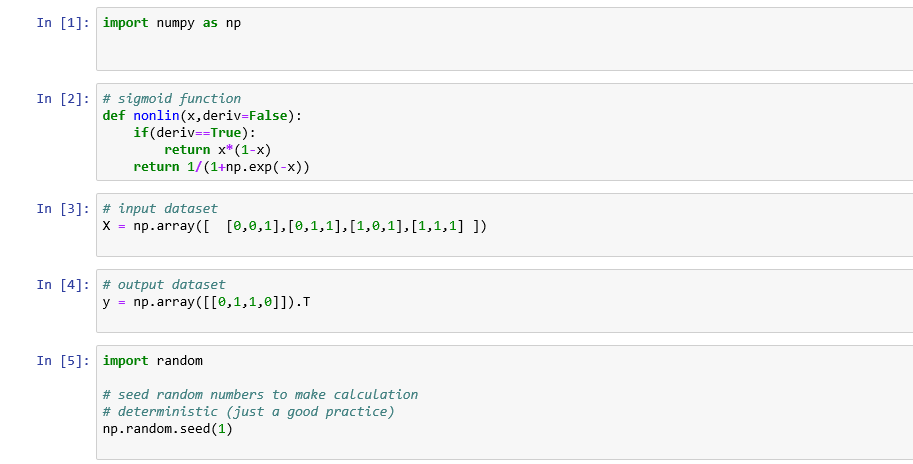 In [1]: import numpy as np
In [2]: # sigmoid function
def nonlin(x,deriv=False):
    if(deriv==True):
        return x*(1-x)
    return 1/(1+np.exp(-x))
In [3]: # input dataset
X = np.array([  [0,0,1],[0,1,1],[1,0,1],[1,1,1] ])
In [4]: # output dataset
y = np.array([[0,1,1,0]]).T
In [5]: import random
# seed random numbers to make calculation
# deterministic (just a good practice)
np.random.seed(1)